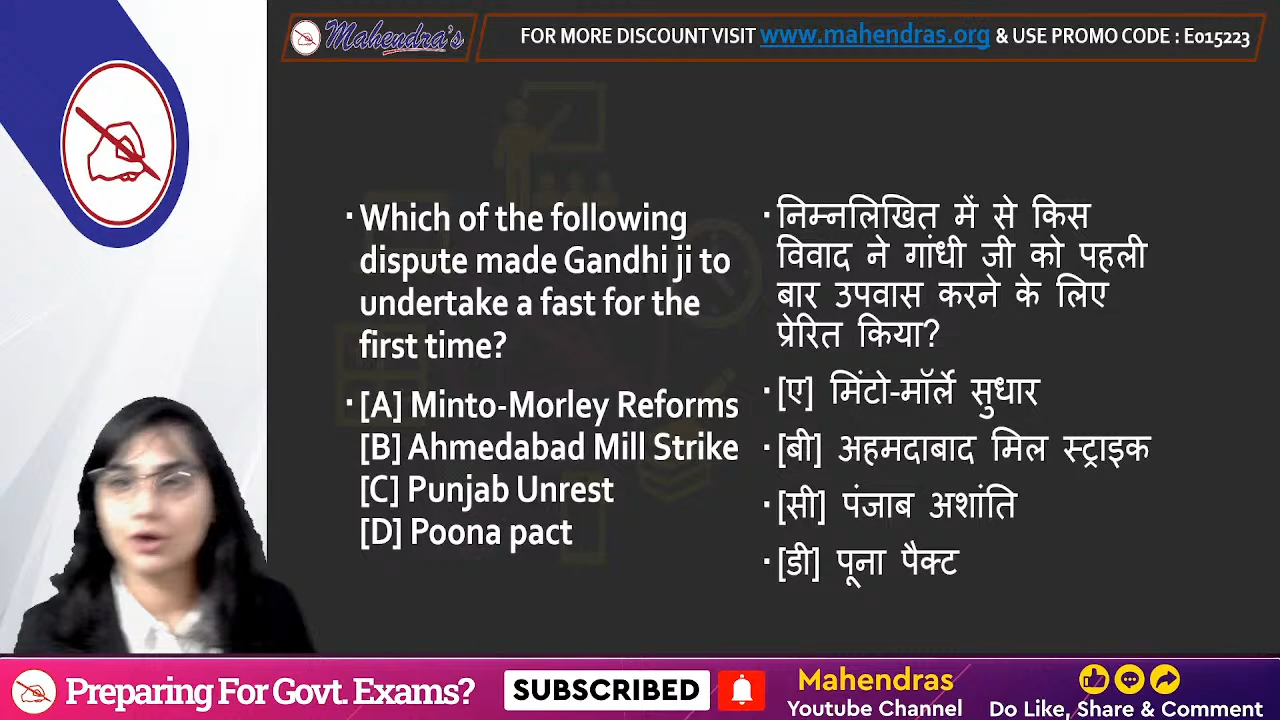 Mahendra's
FOR MORE DISCOUNT VISIT www.mahendras.org & USE PROMO CODE : E015223
· Which of the following
dispute made Gandhi ji to
undertake a fast for the
first time?
· [A] Minto-Morley Reforms
[B] Ahmedabad Mill Strike
[C] Punjab Unrest
[D] Poona pact
· निम्नलिखित में से किस
विवाद ने गांधी जी को पहली
बार उपवास करने के लिए
प्रेरित किया?
· [ए] मिंटो-मॉर्ले सुधार
· [बी] अहमदाबाद मिल स्ट्राइक
· [सी] पंजाब अशांति
· [डी] पूना पैक्ट
Preparing For Govt. Exams?
SUBSCRIBED
Mahendras
Youtube Channel
Do Like, Share & Comment